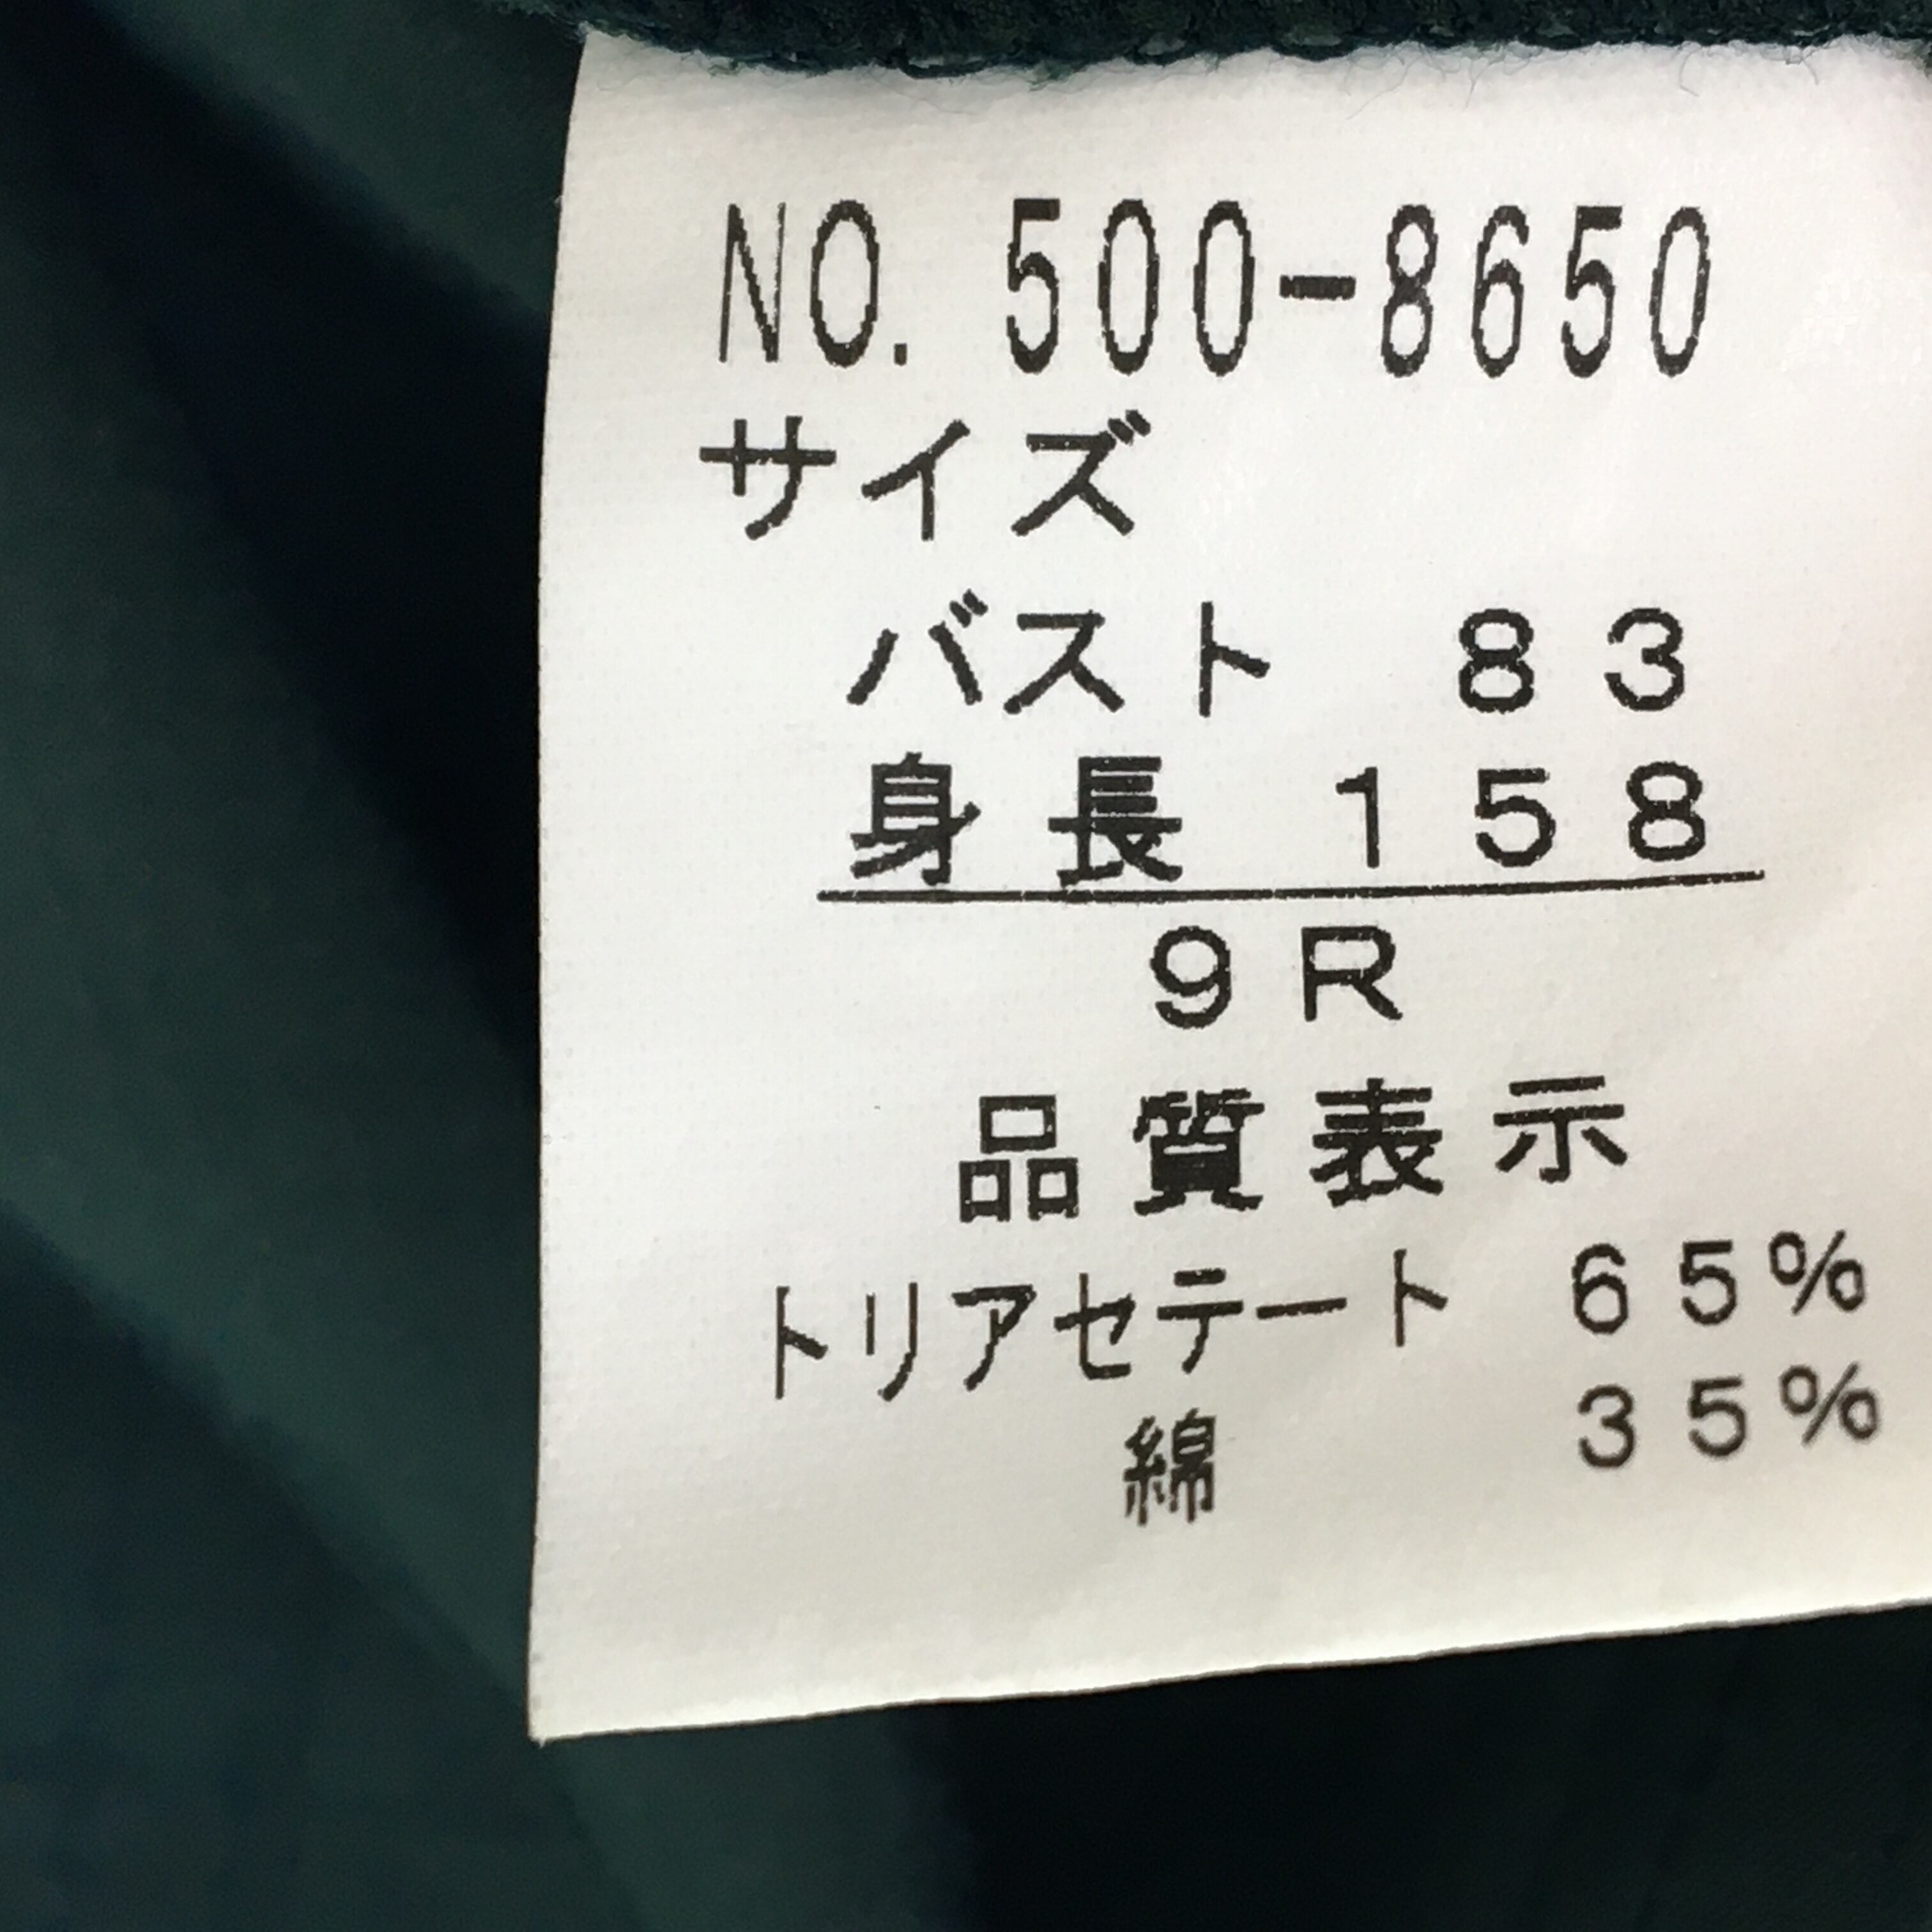 NO. 500-8650
サイズ
バスト 83
身長 158
9R
品質表示
トリアセテート 65%
綿 35%